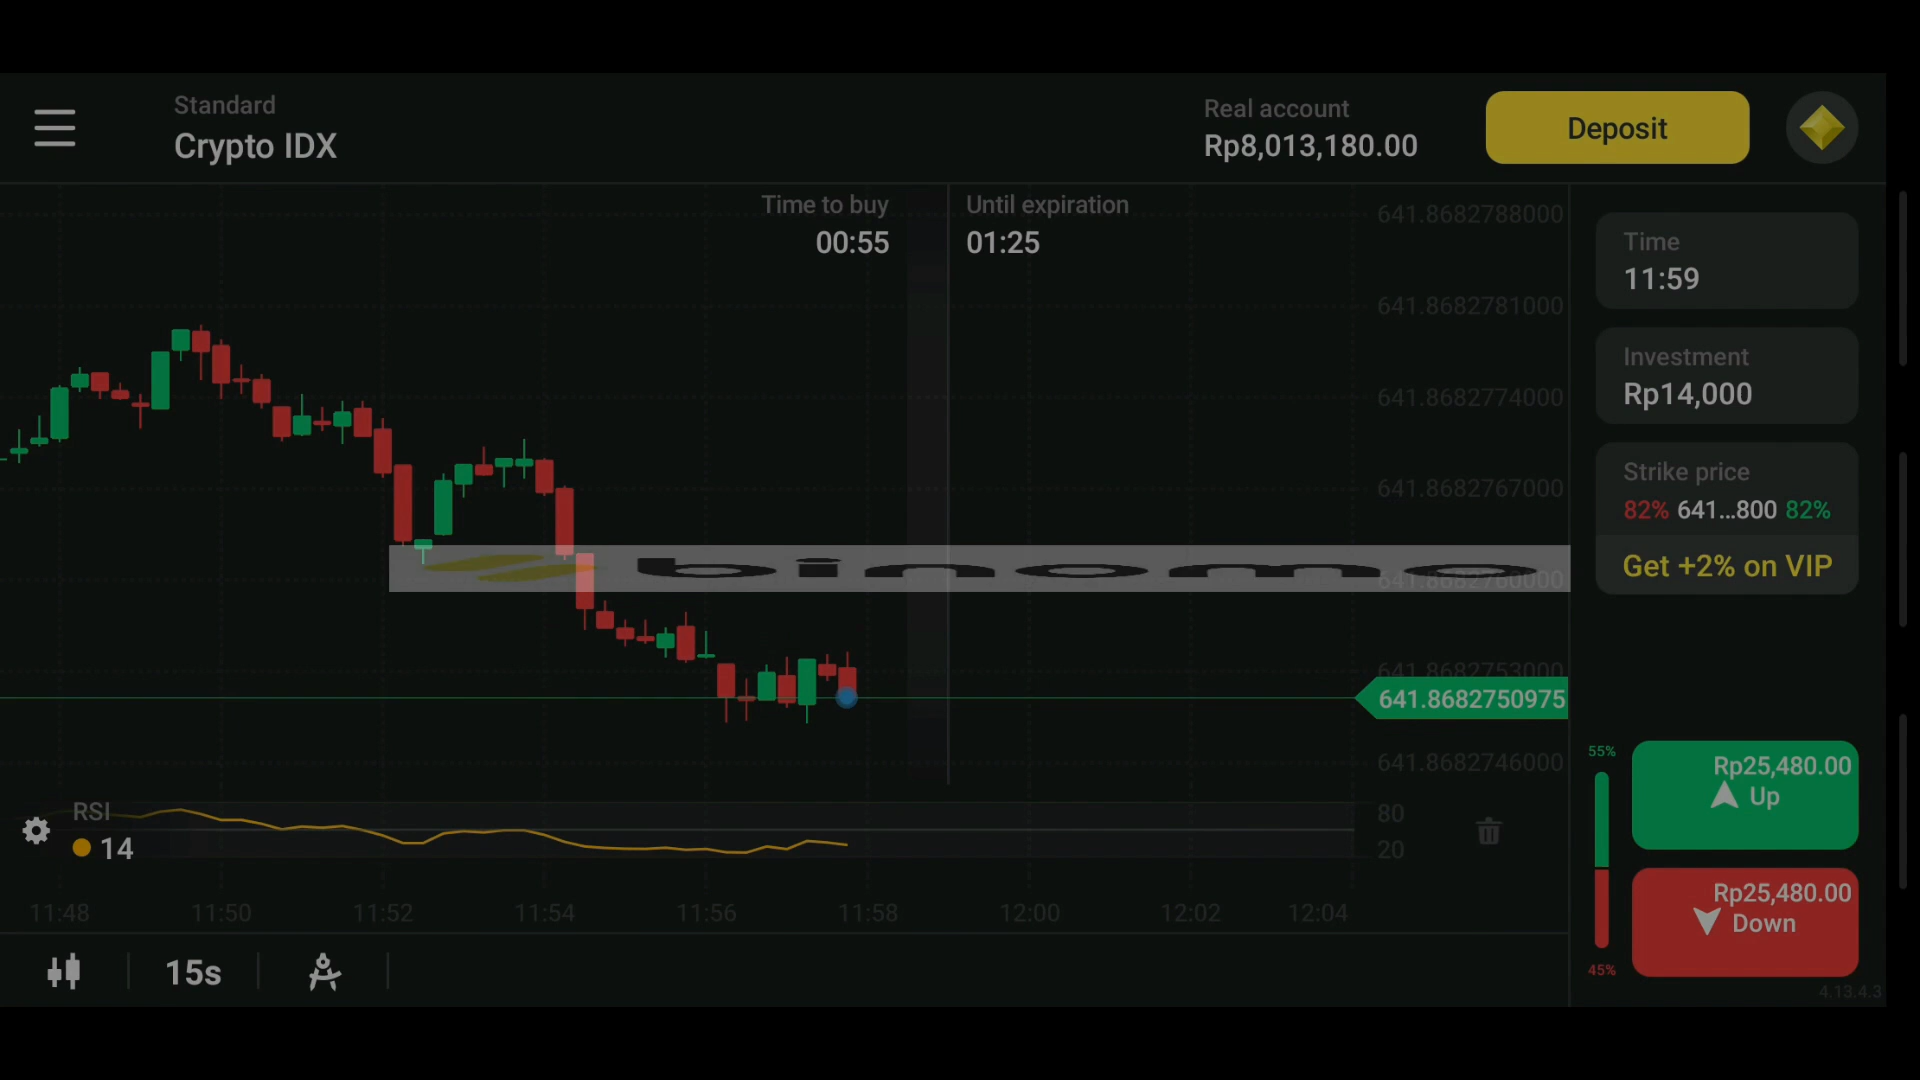 Standard
Crypto IDX
Real account
Rp8,013,180.00
Deposit
Time to buy
00:55
Until expiration
01:25
641.8682788000
641.8682781000
641.8682774000
641.8682767000
641.8682760000
641.8682753000
641.8682750975
641.8682746000
binomo
Time
11:59
Investment
Rp14,000
Strike price
82% 641...800 82%
Get +2% on VIP
55%
Rp25,480.00
Up
Rp25,480.00
Down
45%
4.13.4.3
RSI
14
80
20
11:48 11:50 11:52 11:54 11:56 11:58 12:00 12:02 12:04
15s